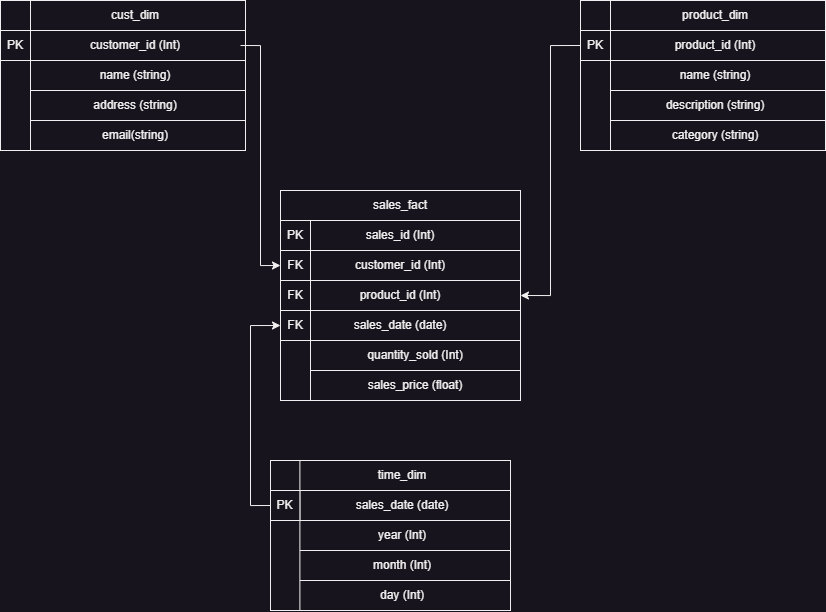 cust_dim
PK customer_id (Int)
name (string)
address (string)
email(string)
product_dim
PK product_id (Int)
name (string)
description (string)
category (string)
sales_fact
PK sales_id (Int)
FK customer_id (Int)
FK product_id (Int)
FK sales_date (date)
quantity_sold (Int)
sales_price (float)
time_dim
PK sales_date (date)
year (Int)
month (Int)
day (Int)